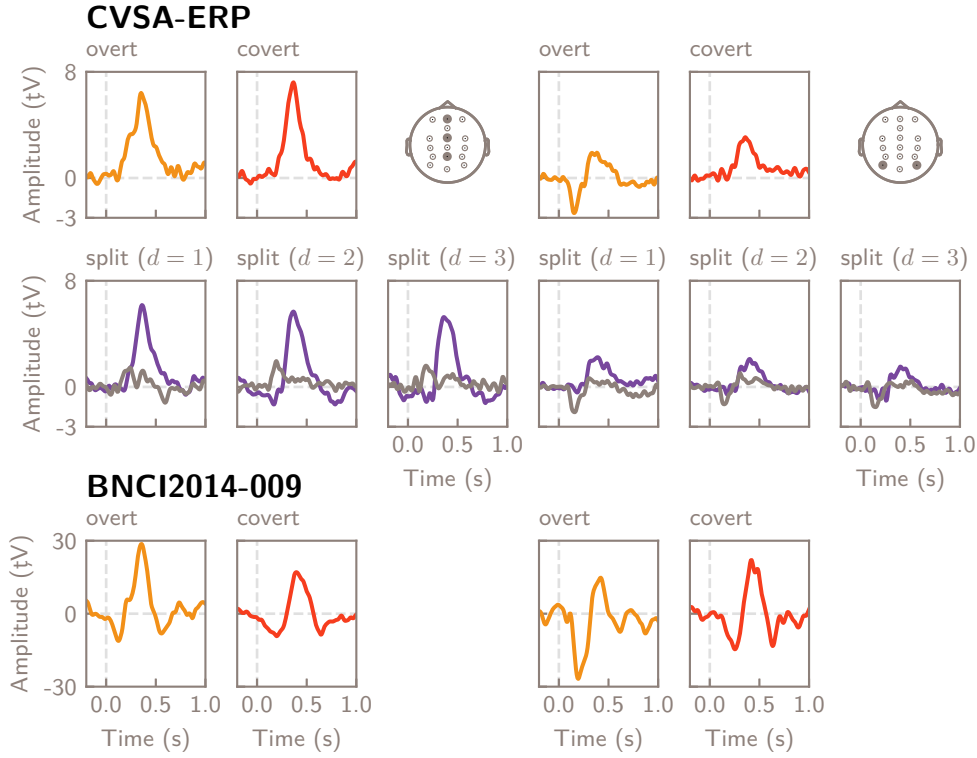 CVSA-ERP
overt covert overt covert
Amplitude (ţV)
8
0
-3
split (d = 1) split (d = 2) split (d = 3) split (d = 1) split (d = 2) split (d = 3)
Amplitude (ţV)
8
0
-3
0.0 0.5 1.0 0.0 0.5 1.0
Time (s) Time (s)
BNCI2014-009
overt covert overt covert
Amplitude (ţV)
30
0
-30
0.0 0.5 1.0 0.0 0.5 1.0 0.0 0.5 1.0 0.0 0.5 1.0
Time (s) Time (s) Time (s) Time (s)